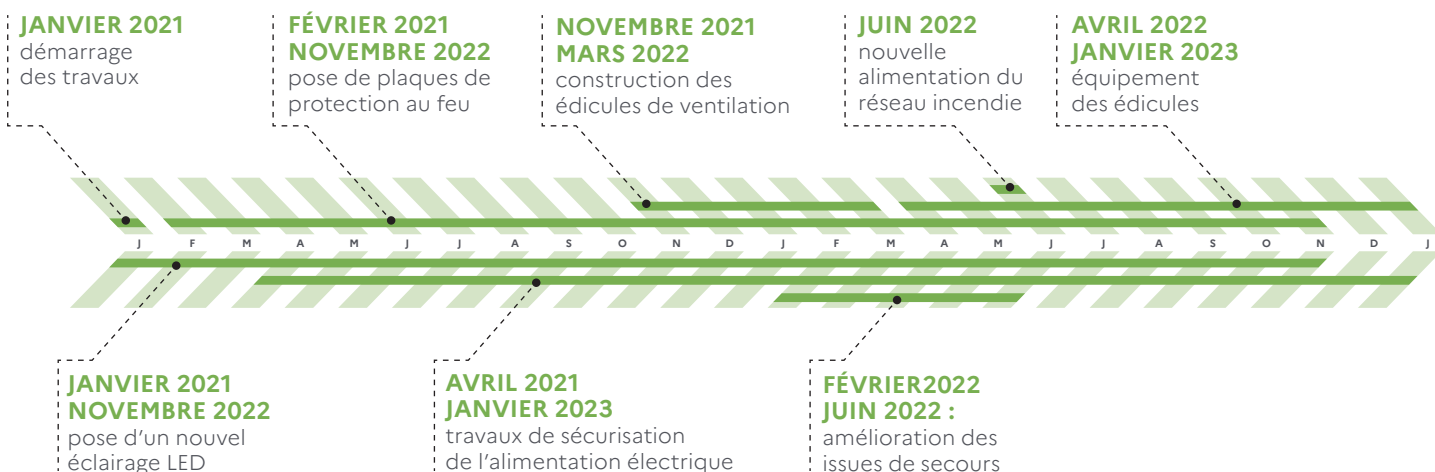 JANVIER 2021
démarrage
des travaux
FÉVRIER 2021
NOVEMBRE 2022
pose de plaques de
protection au feu
NOVEMBRE 2021
MARS 2022
construction des
édicules de ventilation
JUIN 2022
nouvelle
alimentation du
réseau incendie
AVRIL 2022
JANVIER 2023
équipement
des édicules
J F M A M J J A S O N D J F M A M J J A S O N D J
JANVIER 2021
NOVEMBRE 2022
pose d'un nouvel
éclairage LED
AVRIL 2021
JANVIER 2023
travaux de sécurisation
de l'alimentation électrique
FÉVRIER2022
JUIN 2022 :
amélioration des
issues de secours